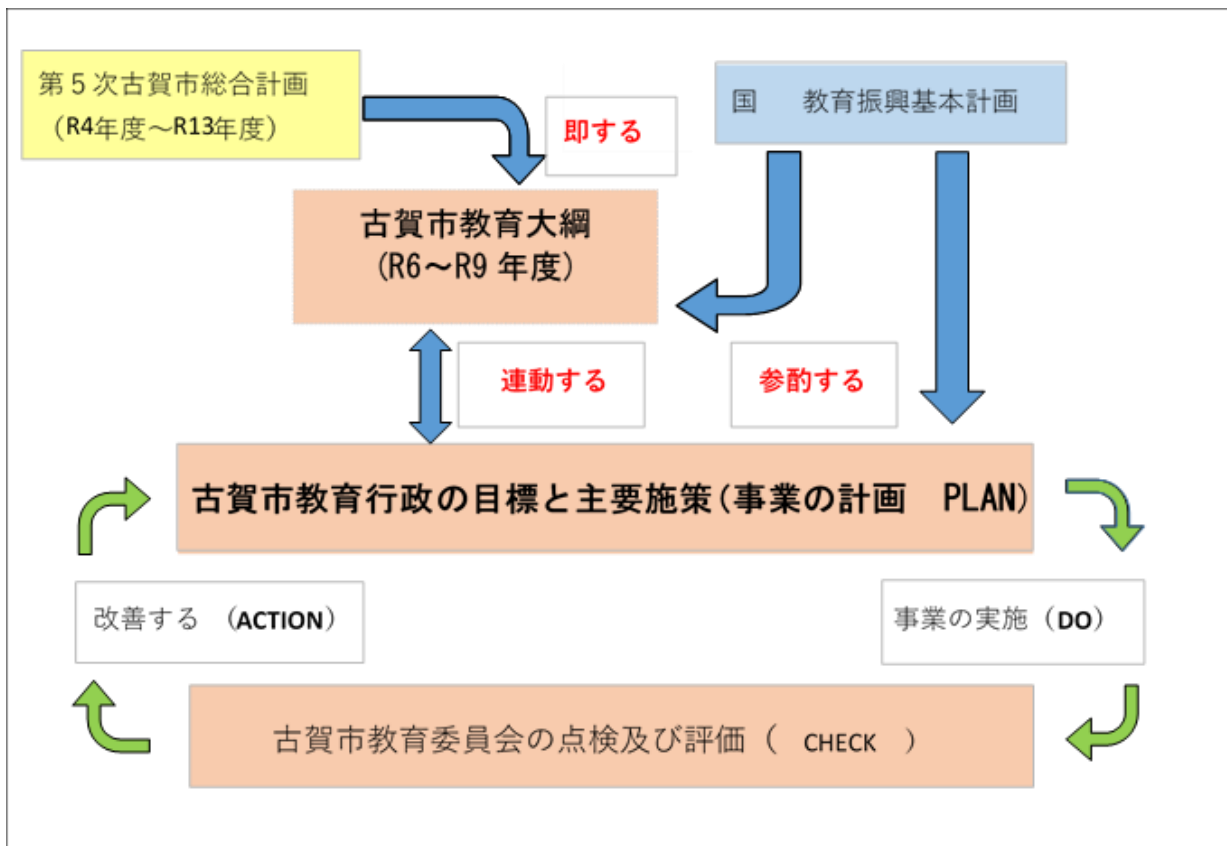 第5次古賀市総合計画
（R4年度～R13年度）
即する
国　　教育振興基本計画
古賀市教育大綱
(R6～R9 年度)
連動する
参酌する
古賀市教育行政の目標と主要施策(事業の計画　PLAN)
改善する （ACTION）
事業の実施（DO）
古賀市教育委員会の点検及び評価（　CHECK　）